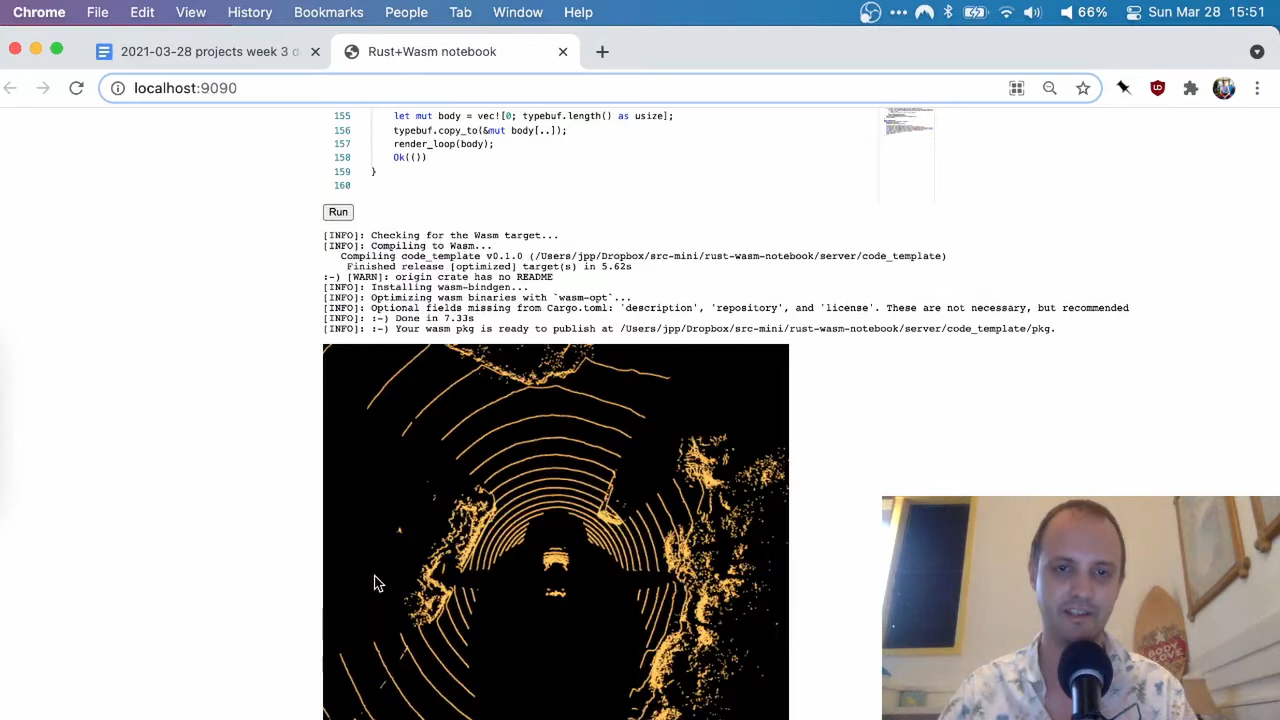 Chrome File Edit View History Bookmarks People Tab Window Help 66% Sun Mar 28 15:51
2021-03-28 projects week 3 d Rust+Wasm notebook
localhost:9090
155 let mut body = vec![0; typebuf.length() as usize];
156 typebuf.copy_to(&mut body[..]);
157 render_loop(body);
158 Ok(())
159 }
160
Run
[INFO]: Checking for the Wasm target...
[INFO]: Compiling to Wasm...
Compiling code_template v0.1.0 (/Users/jpp/Dropbox/src-mini/rust-wasm-notebook/server/code_template)
Finished release [optimized] target(s) in 5.62s
:-) [WARN]: origin crate has no README
[INFO]: Installing wasm-bindgen...
[INFO]: Optimizing wasm binaries with `wasm-opt`...
[INFO]: Optional fields missing from Cargo.toml: 'description', 'repository', and 'license'. These are not necessary, but recommended
[INFO]: :-) Done in 7.33s
[INFO]: :-) Your wasm pkg is ready to publish at /Users/jpp/Dropbox/src-mini/rust-wasm-notebook/server/code_template/pkg.
BODY
LOVE